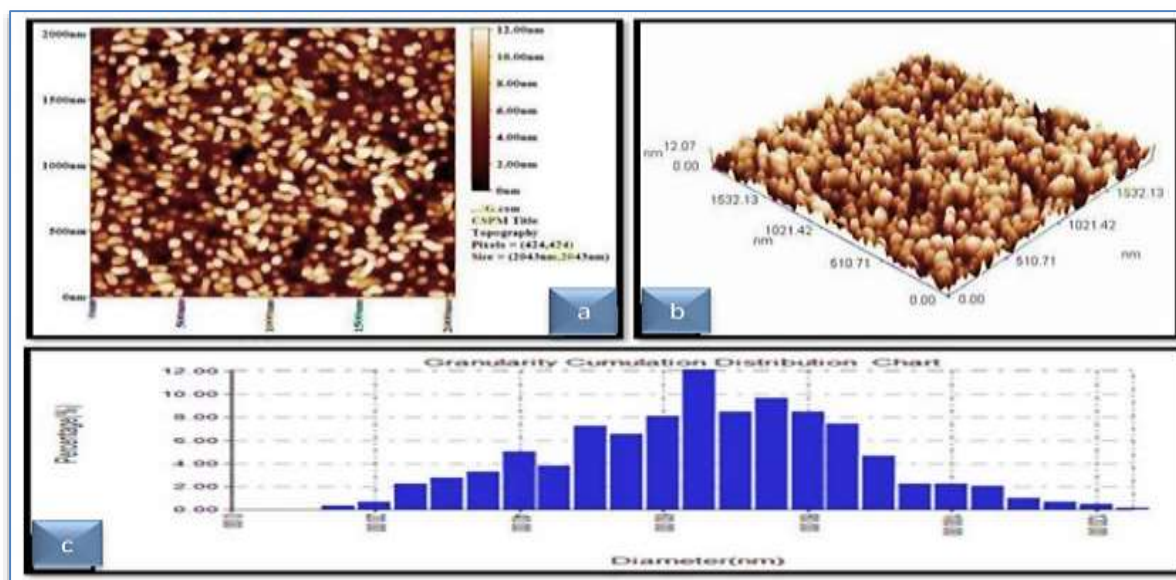 2000nm
1500nm
1000nm
500nm
0nm
12.00nm
10.00nm
8.00nm
6.00nm
4.00nm
2.00nm
0nm
CSPM Title
Topography
Pixels = (424,424)
Size = (2043nm,2043nm)
a
nm 12.07
0.00
1532.13
1021.42
nm
510.71
0.00
0.00
510.71
nm
1021.42
1532.13
b
Granularity Cumulation Distribution Chart
Percentage(%)
12.00
10.00
8.00
6.00
4.00
2.00
0.00
Diameter(nm)
c